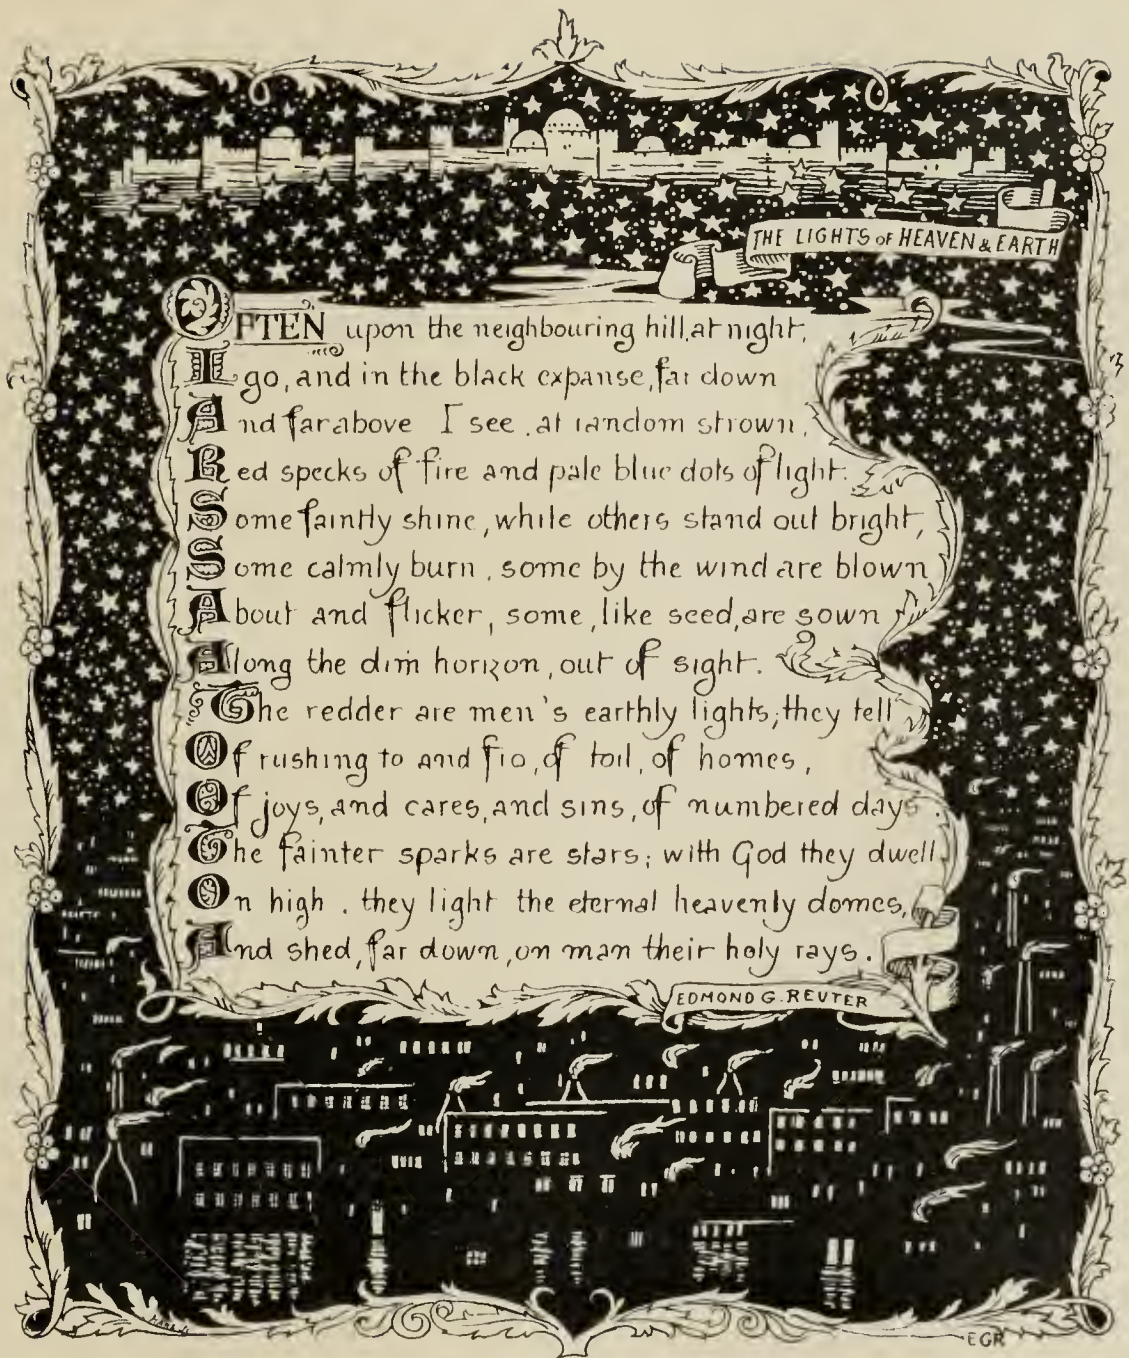 THE LIGHTS OF HEAVEN & EARTH
OFTEN upon the neighbouring hill, at night,
I go, and in the black expanse, far down
And far above I see, at random strown,
Red specks of fire and pale blue dots of light.
Some faintly shine, while others stand out bright,
Some calmly burn, some by the wind are blown
About and flicker, some, like seed, are sown
Along the dim horizon, out of sight.
The redder are men's earthly lights; they tell
Of rushing to and fro, of toil, of homes,
Of joys, and cares, and sins, of numbered days.
The fainter sparks are stars; with God they dwell
On high, they light the eternal heavenly domes,
And shed, far down, on man their holy rays.
EDMOND G. REUTER
EGR